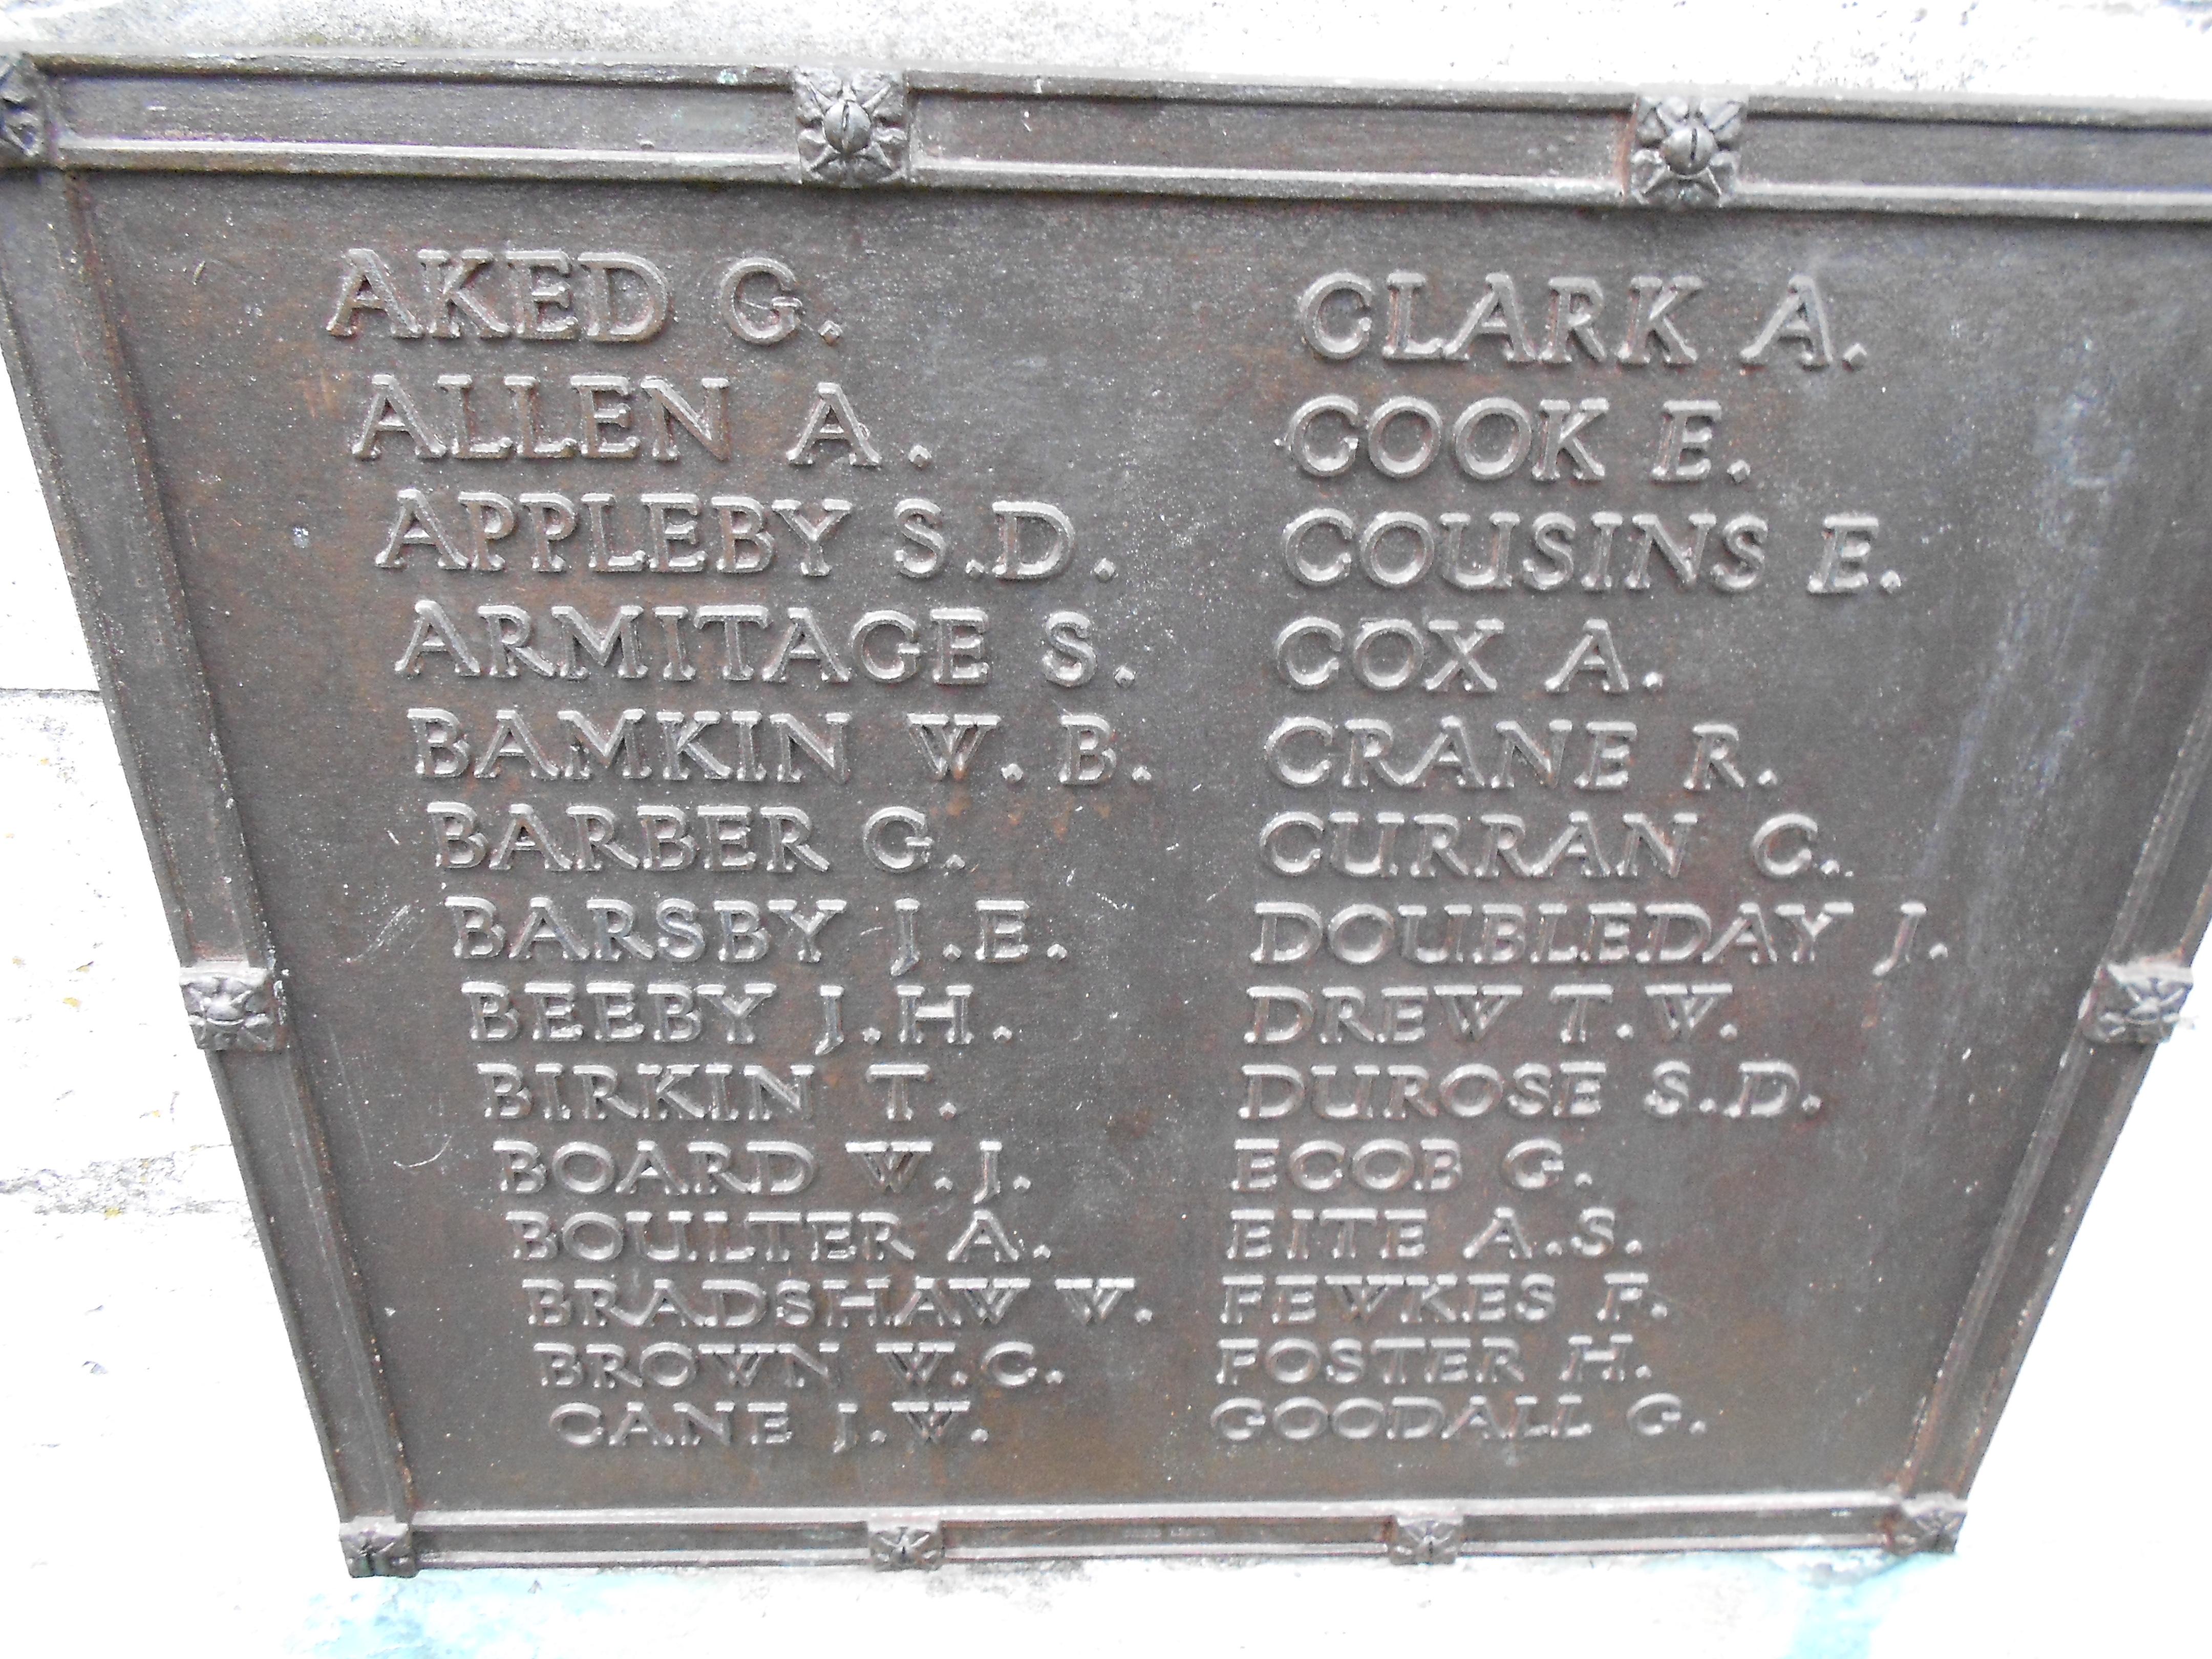 AKED G.
ALLEN A.
APPLEBY S.D.
ARMITAGE S.
BAMKIN W. B.
BARBER G.
BARSBY J.E.
BEEBY J.H.
BIRKIN T.
BOARD W.J.
BOULTER A.
BRADSHAW W.
BROWN W.C.
CANE J.W.
CLARK A.
COOK E.
COUSINS E.
COX A.
CRANE R.
CURRAN C.
DOUBLEDAY J.
DREW T.W.
DUROSE S.D.
ECOB G.
EITE A.S.
FEWKES F.
FOSTER H.
GOODALL G.